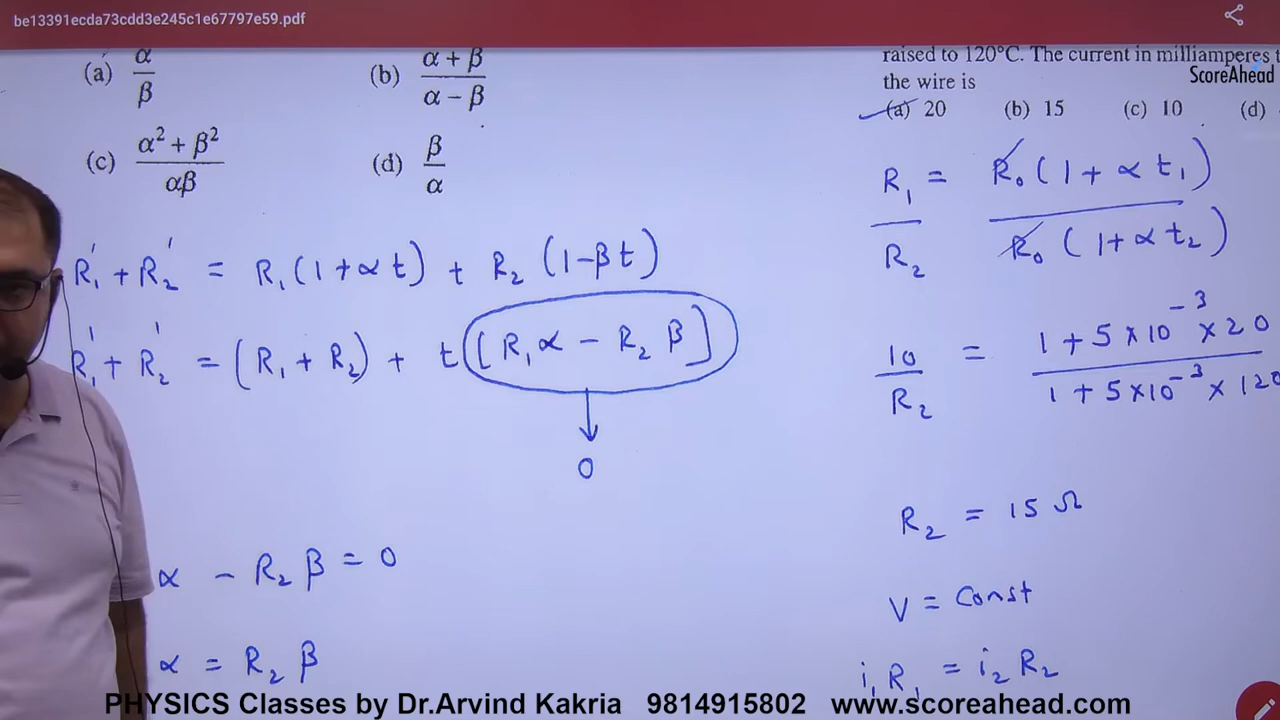 be13391ecda73cdd3e245c1e67797e59.pdf
(a) α/β (b) α + β / α − β
(c) α² + β² / αβ (d) β/α
R₁' + R₂' = R₁(1+αt) + R₂(1-βt)
R₁' + R₂' = (R₁ + R₂) + t[R₁α - R₂β]
0
α - R₂β = 0
α = R₂β
raised to 120°C. The current in milliamperes
ScoreAhead
the wire is
(a) 20 (b) 15 (c) 10 (d)
R₁/R₂ = R₀(1+αt₁) / R₀(1+αt₂)
10/R₂ = 1+5×10⁻³×20 / 1+5×10⁻³×120
R₂ = 15Ω
V = Const
i₁R₁ = i₂R₂
PHYSICS Classes by Dr.Arvind Kakria 9814915802 www.scoreahead.com